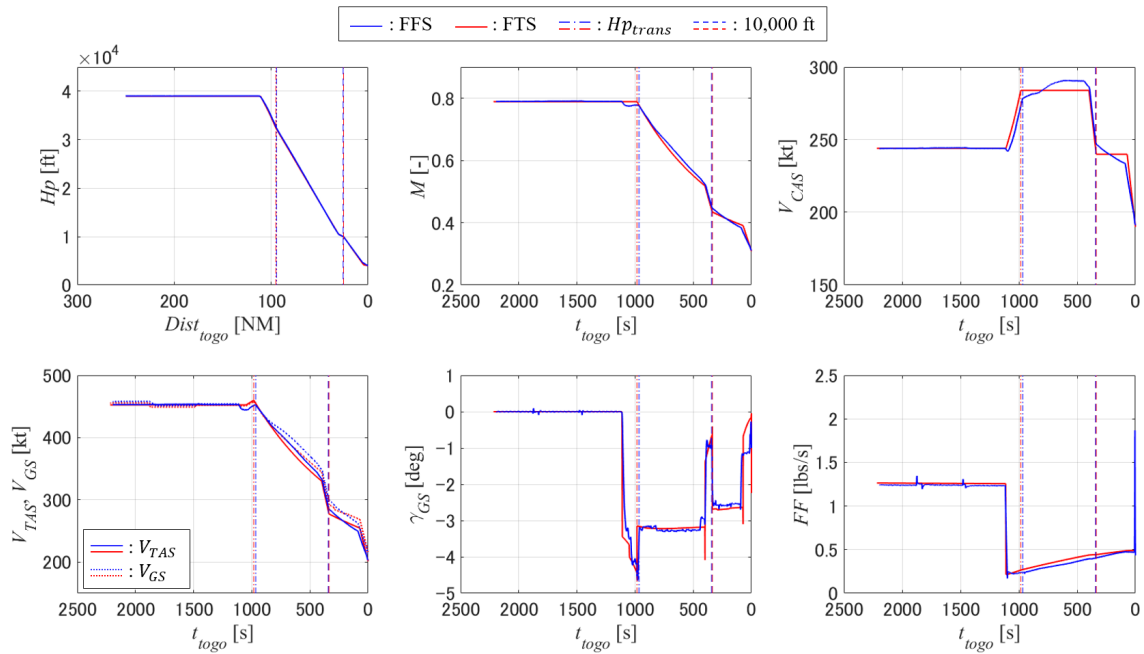 : FFS : FTS : Hp_trans : 10,000 ft
×10^4
4
3
2
1
0
300 200 100 0
Hp [ft]
Dist_togo [NM]
0.8
0.6
0.4
0.2
2500 2000 1500 1000 500 0
M [-]
t_togo [s]
300
250
200
150
2500 2000 1500 1000 500 0
V_CAS [kt]
t_togo [s]
500
400
300
200
2500 2000 1500 1000 500 0
V_TAS, V_GS [kt]
t_togo [s]
: V_TAS
: V_GS
1
0
−1
−2
−3
−4
−5
2500 2000 1500 1000 500 0
γ_GS [deg]
t_togo [s]
2.5
2
1.5
1
0.5
0
2500 2000 1500 1000 500 0
FF [lbs/s]
t_togo [s]